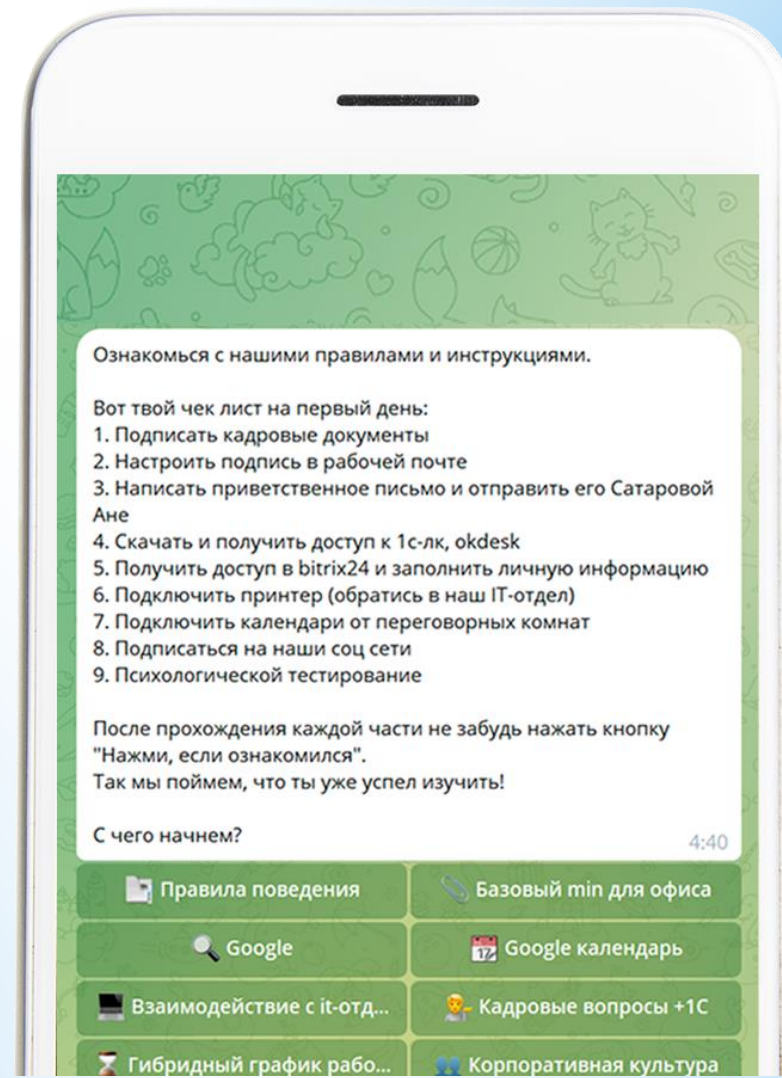 Ознакомься с нашими правилами и инструкциями.
Вот твой чек лист на первый день:
1. Подписать кадровые документы
2. Настроить подпись в рабочей почте
3. Написать приветственное письмо и отправить его Сатаровой
Ане
4. Скачать и получить доступ к 1с-лк, okdesk
5. Получить доступ в bitrix24 и заполнить личную информацию
6. Подключить принтер (обратись в наш IT-отдел)
7. Подключить календари от переговорных комнат
8. Подписаться на наши соц сети
9. Психологической тестирование
После прохождения каждой части не забудь нажать кнопку
"Нажми, если ознакомился".
Так мы поймем, что ты уже успел изучить!
С чего начнем?
4:40
Правила поведения
Базовый min для офиса
Google
17 Google календарь
Взаимодействие с it-отд...
Кадровые вопросы +1С
Гибридный график рабо...
Корпоративная культура